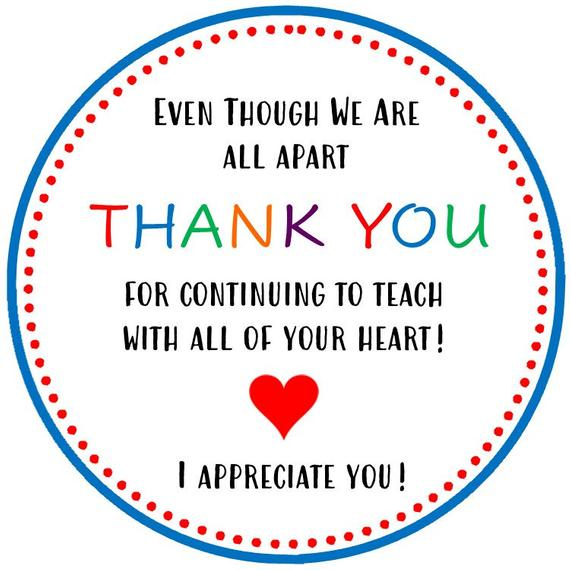 Even Though We Are
all apart
THANK YOU
for continuing to teach
with all of your heart!
I appreciate you!